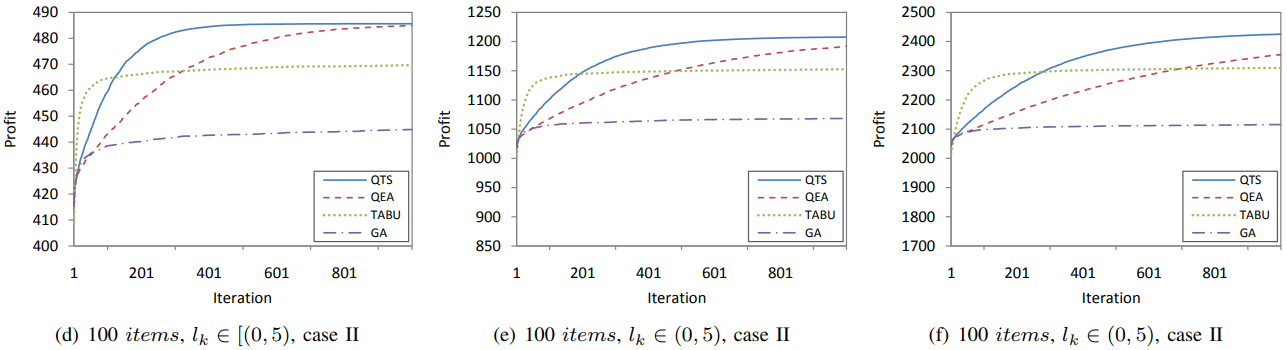 490
480
470
460
450
440
430
420
410
400
Profit
1 201 401 601 801
Iteration
QTS
QEA
TABU
GA
(d) 100 items, l_k ∈ [(0, 5), case II
1250
1200
1150
1100
1050
1000
950
900
850
Profit
1 201 401 601 801
Iteration
QTS
QEA
TABU
GA
(e) 100 items, l_k ∈ (0, 5), case II
2500
2400
2300
2200
2100
2000
1900
1800
1700
Profit
1 201 401 601 801
Iteration
QTS
QEA
TABU
GA
(f) 100 items, l_k ∈ (0, 5), case II